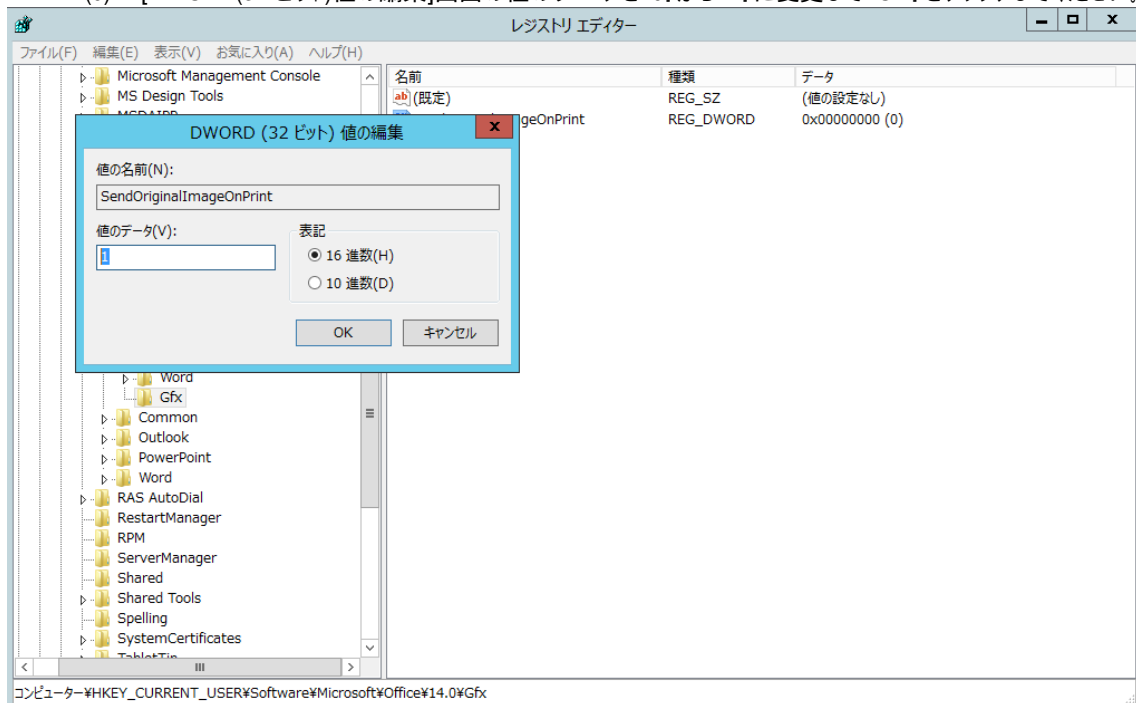 レジストリ エディター
ファイル(F) 編集(E) 表示(V) お気に入り(A) ヘルプ(H)
Microsoft Management Console
MS Design Tools
名前 種類 データ
(既定) REG_SZ (値の設定なし)
geOnPrint REG_DWORD 0x00000000 (0)
DWORD (32 ビット) 値の編集
値の名前(N):
SendOriginalImageOnPrint
値のデータ(V):
1
表記
16 進数(H)
10 進数(D)
OK キャンセル
Word
Gfx
Common
Outlook
PowerPoint
Word
RAS AutoDial
RestartManager
RPM
ServerManager
Shared
Shared Tools
Spelling
SystemCertificates
TabletTip
コンピューター¥HKEY_CURRENT_USER¥Software¥Microsoft¥Office¥14.0¥Gfx